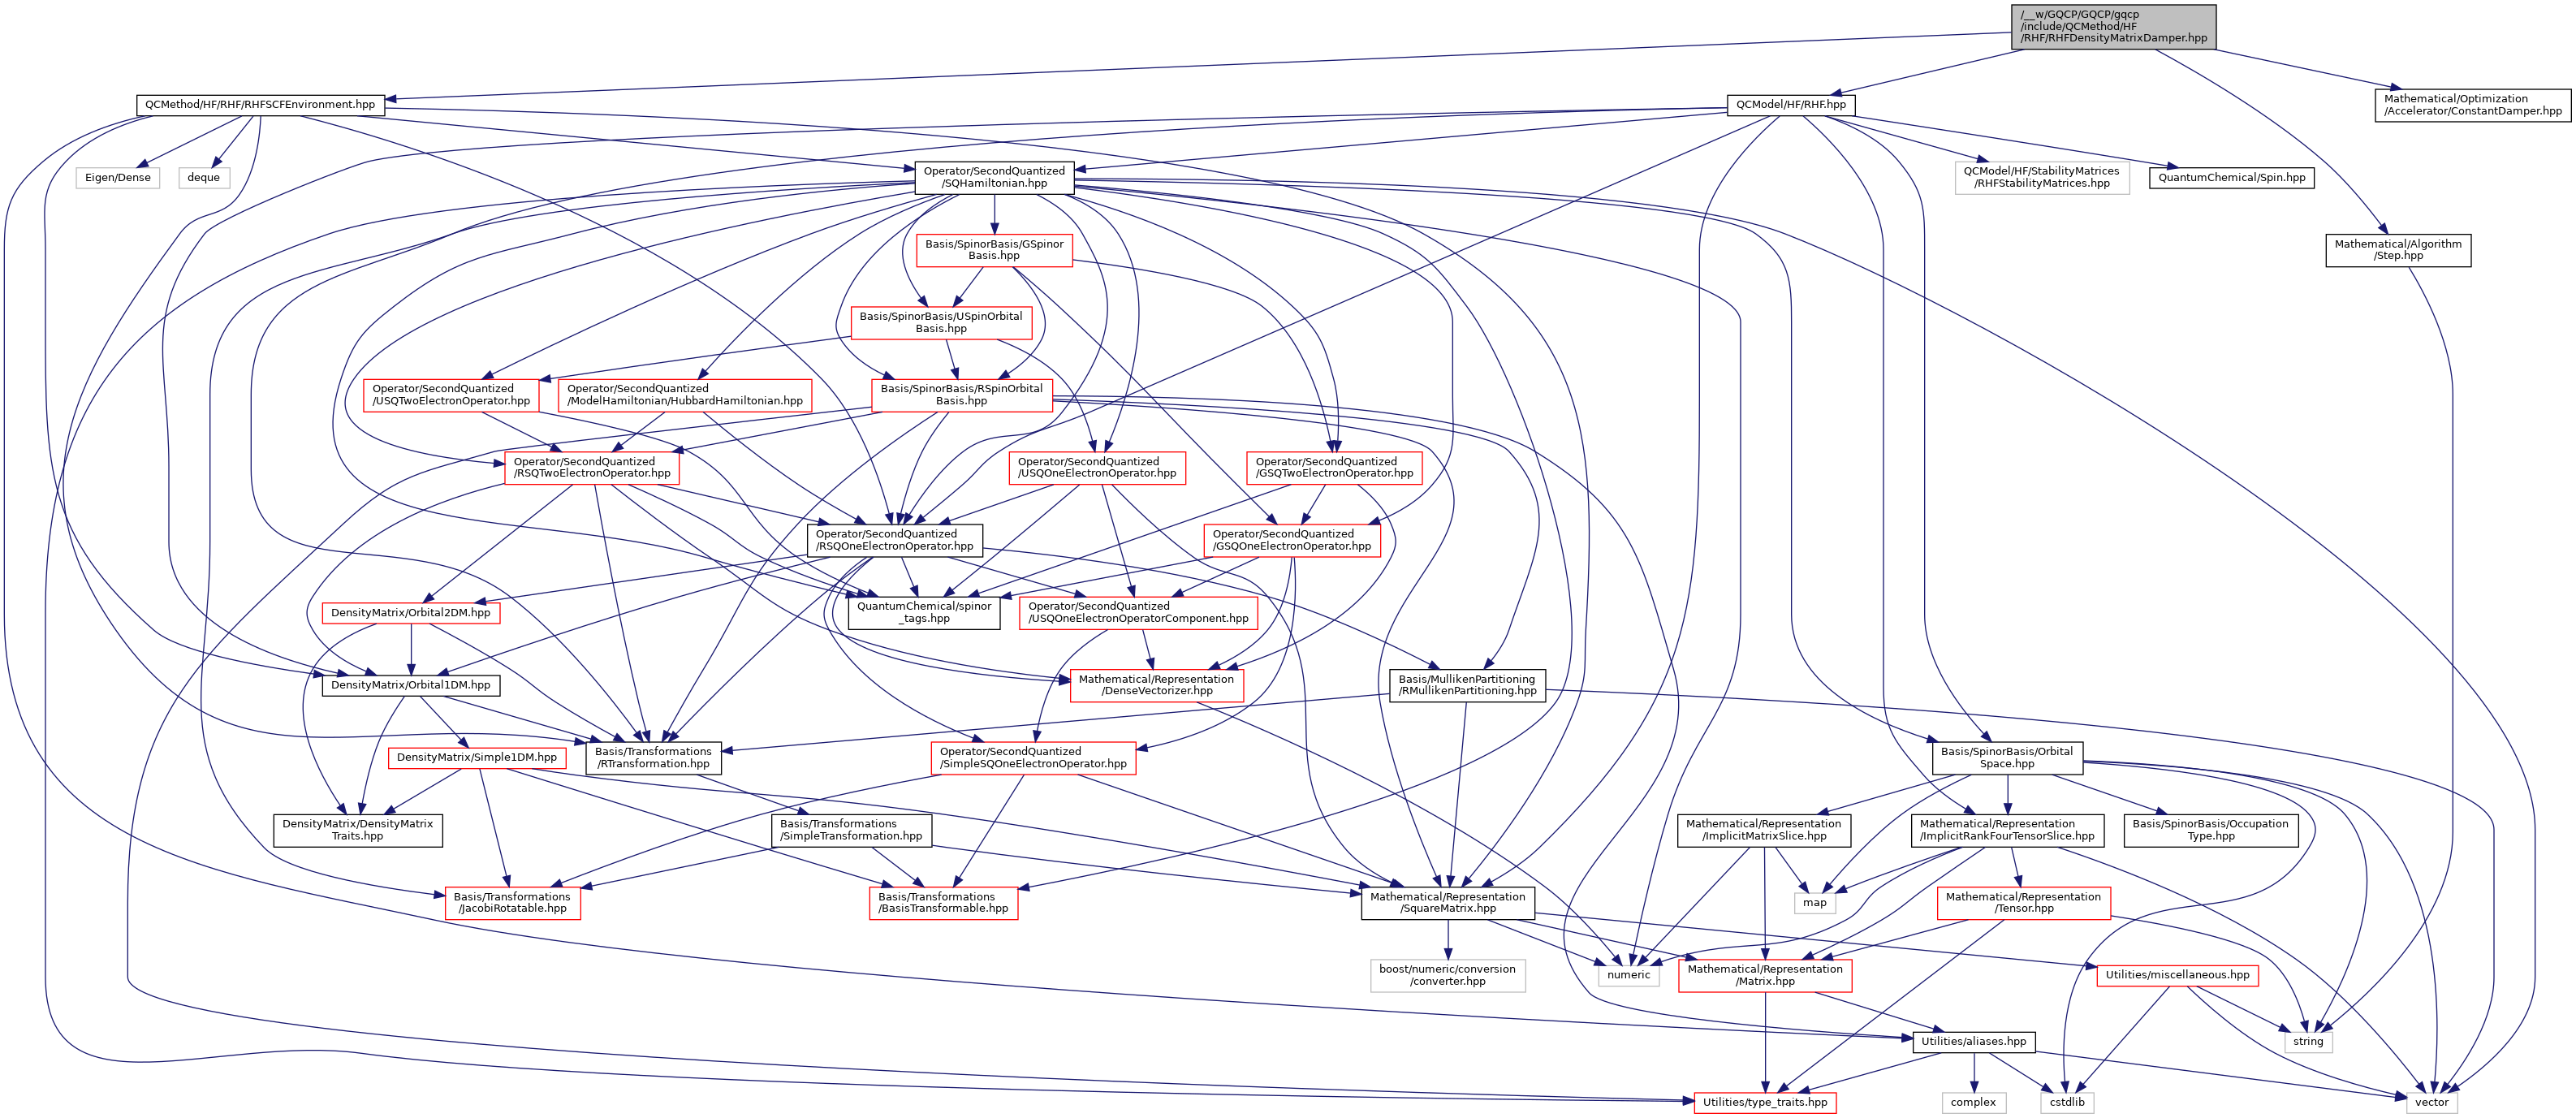 /__w/GQCP/GQCP/gqcp
/include/QCMethod/HF
/RHF/RHFDensityMatrixDamper.hpp
QCMethod/HF/RHF/RHFSCFEnvironment.hpp
QCModel/HF/RHF.hpp
Mathematical/Optimization
/Accelerator/ConstantDamper.hpp
Eigen/Dense
deque
Operator/SecondQuantized
/SQHamiltonian.hpp
QCModel/HF/StabilityMatrices
/RHFStabilityMatrices.hpp
QuantumChemical/Spin.hpp
Basis/SpinorBasis/GSpinor
Basis.hpp
Mathematical/Algorithm
/Step.hpp
Basis/SpinorBasis/USpinOrbital
Basis.hpp
Operator/SecondQuantized
/USQTwoElectronOperator.hpp
Operator/SecondQuantized
/ModelHamiltonian/HubbardHamiltonian.hpp
Basis/SpinorBasis/RSpinOrbital
Basis.hpp
Operator/SecondQuantized
/RSQTwoElectronOperator.hpp
Operator/SecondQuantized
/USQOneElectronOperator.hpp
Operator/SecondQuantized
/GSQTwoElectronOperator.hpp
Operator/SecondQuantized
/RSQOneElectronOperator.hpp
Operator/SecondQuantized
/GSQOneElectronOperator.hpp
DensityMatrix/Orbital2DM.hpp
QuantumChemical/spinor
_tags.hpp
Operator/SecondQuantized
/USQOneElectronOperatorComponent.hpp
DensityMatrix/Orbital1DM.hpp
Mathematical/Representation
/DenseVectorizer.hpp
Basis/MullikenPartitioning
/RMullikenPartitioning.hpp
DensityMatrix/Simple1DM.hpp
Basis/Transformations
/RTransformation.hpp
Operator/SecondQuantized
/SimpleSQOneElectronOperator.hpp
Basis/SpinorBasis/Orbital
Space.hpp
DensityMatrix/DensityMatrix
Traits.hpp
Basis/Transformations
/SimpleTransformation.hpp
Mathematical/Representation
/ImplicitMatrixSlice.hpp
Mathematical/Representation
/ImplicitRankFourTensorSlice.hpp
Basis/SpinorBasis/Occupation
Type.hpp
Basis/Transformations
/JacobiRotatable.hpp
Basis/Transformations
/BasisTransformable.hpp
Mathematical/Representation
/SquareMatrix.hpp
map
Mathematical/Representation
/Tensor.hpp
boost/numeric/conversion
/converter.hpp
numeric
Mathematical/Representation
/Matrix.hpp
Utilities/miscellaneous.hpp
Utilities/aliases.hpp
string
Utilities/type_traits.hpp
complex
cstdlib
vector